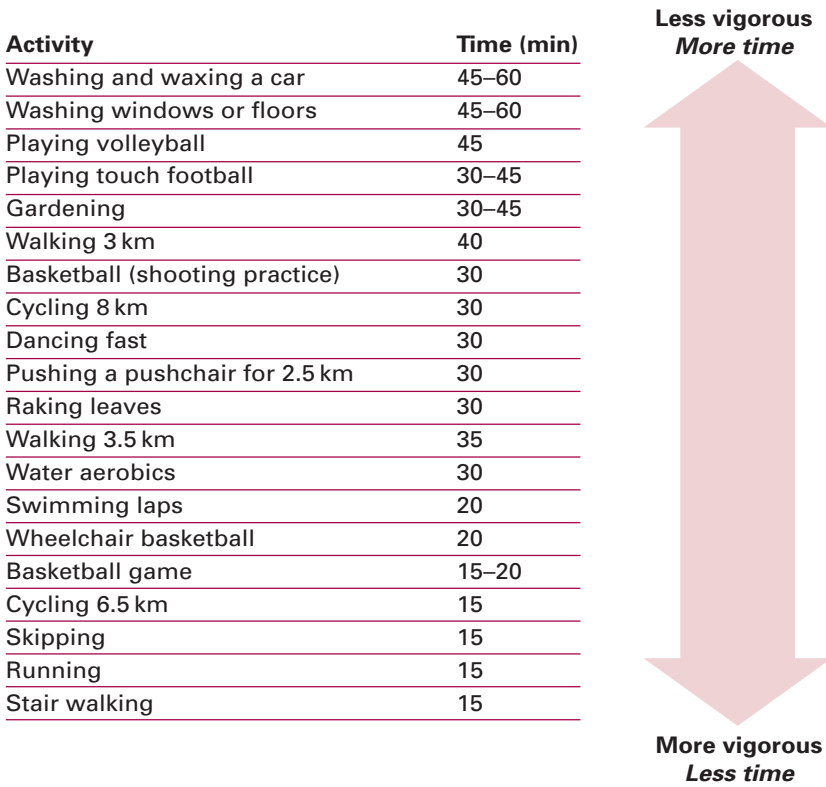 Less vigorous
More time
Activity Time (min)
Washing and waxing a car 45–60
Washing windows or floors 45–60
Playing volleyball 45
Playing touch football 30–45
Gardening 30–45
Walking 3 km 40
Basketball (shooting practice) 30
Cycling 8 km 30
Dancing fast 30
Pushing a pushchair for 2.5 km 30
Raking leaves 30
Walking 3.5 km 35
Water aerobics 30
Swimming laps 20
Wheelchair basketball 20
Basketball game 15–20
Cycling 6.5 km 15
Skipping 15
Running 15
Stair walking 15
More vigorous
Less time